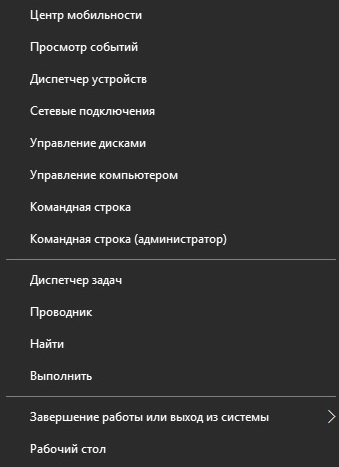 Центр мобильности
Просмотр событий
Диспетчер устройств
Сетевые подключения
Управление дисками
Управление компьютером
Командная строка
Командная строка (администратор)
Диспетчер задач
Проводник
Найти
Выполнить
Завершение работы или выход из системы
Рабочий стол